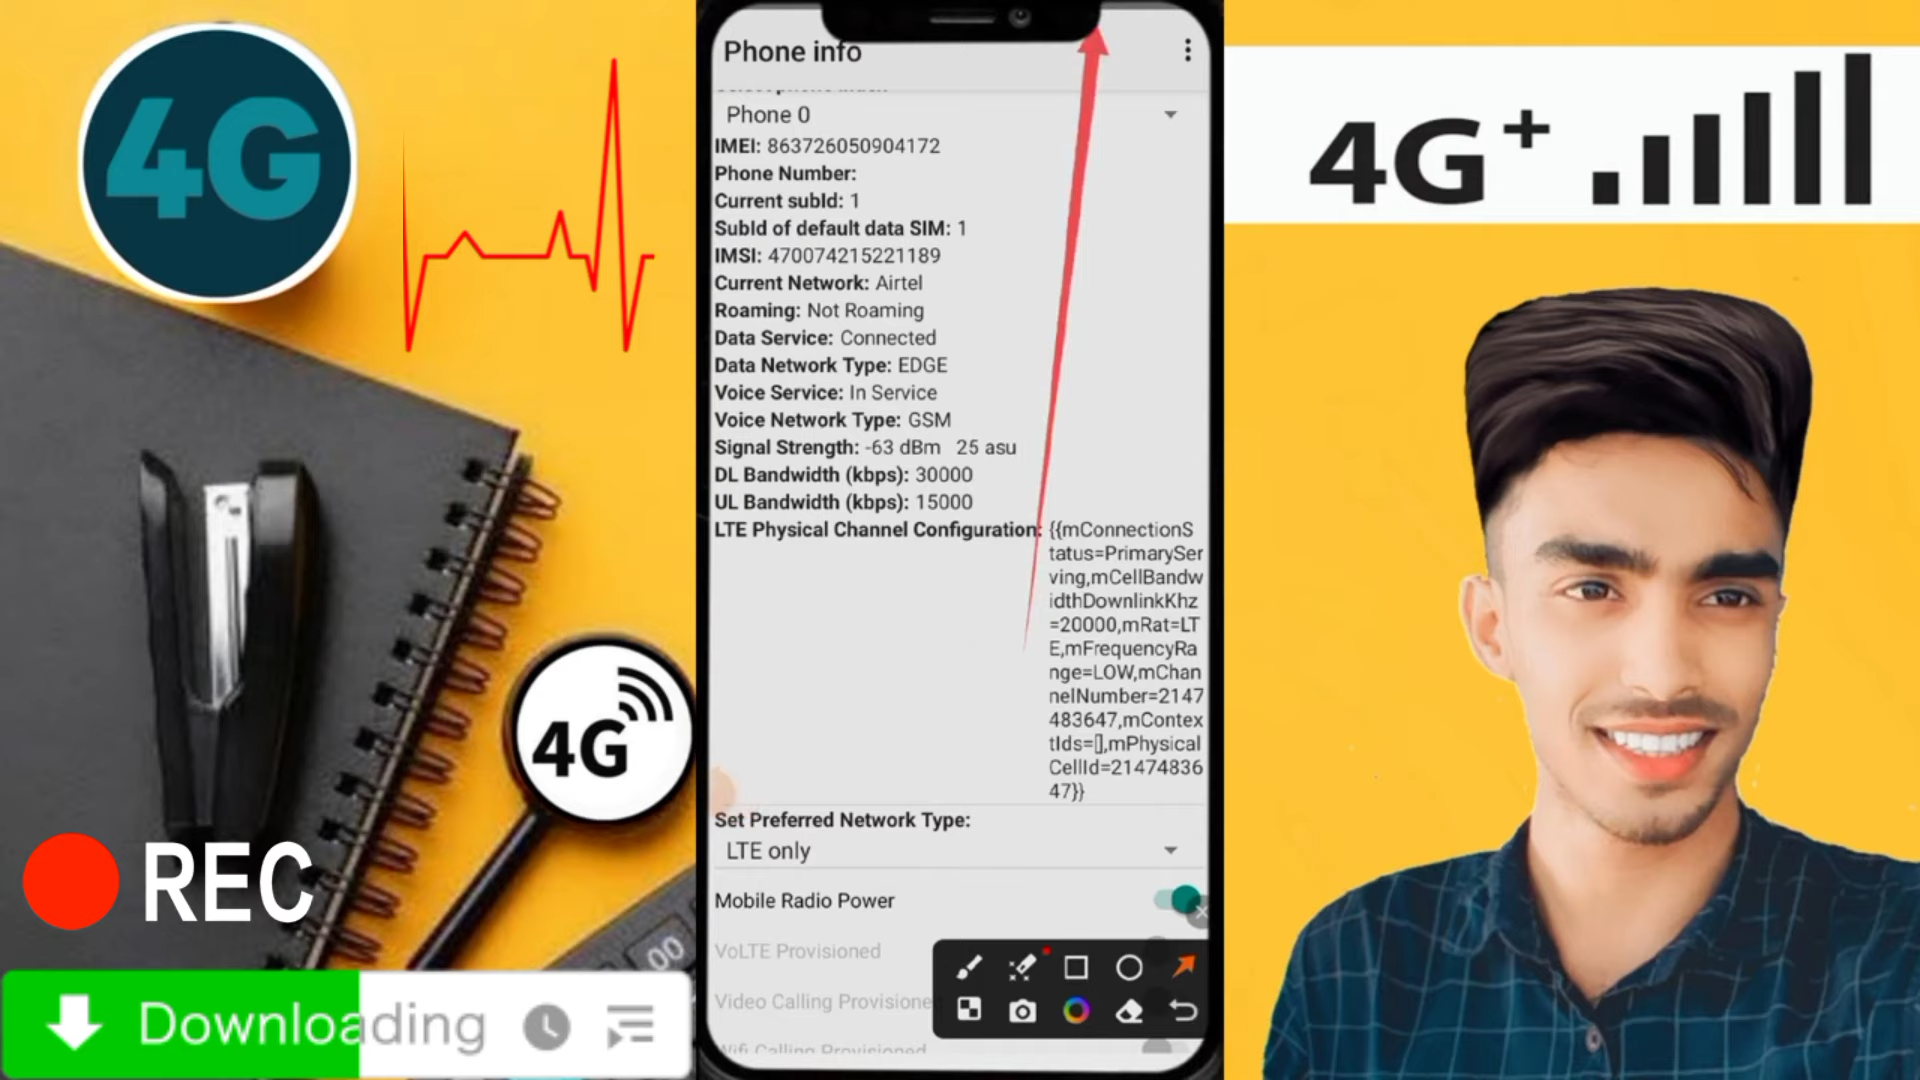 4G
Phone info
Phone 0
IMEI: 863726050904172
Phone Number:
Current subId: 1
SubId of default data SIM: 1
IMSI: 470074215221189
Current Network: Airtel
Roaming: Not Roaming
Data Service: Connected
Data Network Type: EDGE
Voice Service: In Service
Voice Network Type: GSM
Signal Strength: -63 dBm 25 asu
DL Bandwidth (kbps): 30000
UL Bandwidth (kbps): 15000
LTE Physical Channel Configuration: {{mConnectionS
tatus=PrimarySer
ving,mCellBandw
idthDownlinkKhz
=20000,mRat=LT
E,mFrequencyRa
nge=LOW,mChan
nelNumber=2147
483647,mContex
tIds=[],mPhysical
CellId=21474836
47}}
Set Preferred Network Type:
LTE only
Mobile Radio Power
VoLTE Provisioned
Video Calling Provisione
4G+
4G
00
REC
Downloading